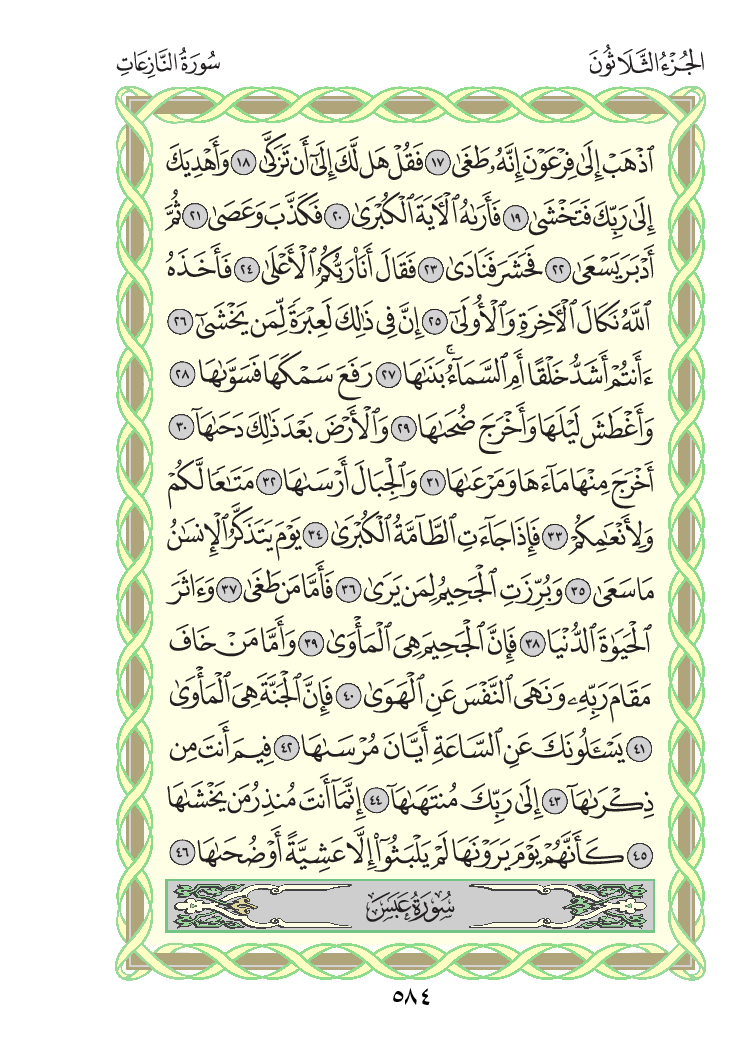 الجُزْءُ الثَّلَاثُونَ
سُورَةُ النَّازِعَاتِ
ٱذْهَبْ إِلَىٰ فِرْعَوْنَ إِنَّهُۥ طَغَىٰ ١٧ فَقُلْ هَل لَّكَ إِلَىٰٓ أَن تَزَكَّىٰ ١٨ وَأَهْدِيَكَ
إِلَىٰ رَبِّكَ فَتَخْشَىٰ ١٩ فَأَرَىٰهُ ٱلْأٓيَةَ ٱلْكُبْرَىٰ ٢٠ فَكَذَّبَ وَعَصَىٰ ٢١ ثُمَّ
أَدْبَرَ يَسْعَىٰ ٢٢ فَحَشَرَ فَنَادَىٰ ٢٣ فَقَالَ أَنَا۠ رَبُّكُمُ ٱلْأَعْلَىٰ ٢٤ فَأَخَذَهُ
ٱللَّهُ نَكَالَ ٱلْأٓخِرَةِ وَٱلْأُولَىٰٓ ٢٥ إِنَّ فِي ذَٰلِكَ لَعِبْرَةً لِّمَن يَخْشَىٰٓ ٢٦
ءَأَنتُمْ أَشَدُّ خَلْقًا أَمِ ٱلسَّمَآءُۚ بَنَىٰهَا ٢٧ رَفَعَ سَمْكَهَا فَسَوَّىٰهَا ٢٨
وَأَغْطَشَ لَيْلَهَا وَأَخْرَجَ ضُحَىٰهَا ٢٩ وَٱلْأَرْضَ بَعْدَ ذَٰلِكَ دَحَىٰهَآ ٣٠
أَخْرَجَ مِنْهَا مَآءَهَا وَمَرْعَىٰهَا ٣١ وَٱلْجِبَالَ أَرْسَىٰهَا ٣٢ مَتَٰعًا لَّكُمْ
وَلِأَنْعَٰمِكُمْ ٣٣ فَإِذَا جَآءَتِ ٱلطَّآمَّةُ ٱلْكُبْرَىٰ ٣٤ يَوْمَ يَتَذَكَّرُ ٱلْإِنسَٰنُ
مَا سَعَىٰ ٣٥ وَبُرِّزَتِ ٱلْجَحِيمُ لِمَن يَرَىٰ ٣٦ فَأَمَّا مَن طَغَىٰ ٣٧ وَءَاثَرَ
ٱلْحَيَوٰةَ ٱلدُّنْيَا ٣٨ فَإِنَّ ٱلْجَحِيمَ هِيَ ٱلْمَأْوَىٰ ٣٩ وَأَمَّا مَنْ خَافَ
مَقَامَ رَبِّهِۦ وَنَهَى ٱلنَّفْسَ عَنِ ٱلْهَوَىٰ ٤٠ فَإِنَّ ٱلْجَنَّةَ هِيَ ٱلْمَأْوَىٰ
٤١ يَسْـَٔلُونَكَ عَنِ ٱلسَّاعَةِ أَيَّانَ مُرْسَىٰهَا ٤٢ فِيمَ أَنتَ مِن
ذِكْرَىٰهَآ ٤٣ إِلَىٰ رَبِّكَ مُنتَهَىٰهَآ ٤٤ إِنَّمَآ أَنتَ مُنذِرُ مَن يَخْشَىٰهَا
٤٥ كَأَنَّهُمْ يَوْمَ يَرَوْنَهَا لَمْ يَلْبَثُوٓا۟ إِلَّا عَشِيَّةً أَوْ ضُحَىٰهَا ٤٦
سُورَةُ عَبَسَ
٥٨٤